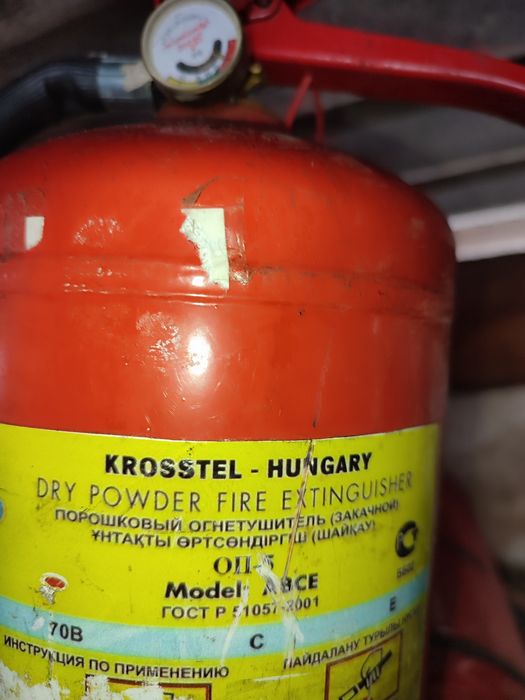 KROSSTEL - HUNGARY
DRY POWDER FIRE EXTINGUISHER
ПОРОШКОВЫЙ ОГНЕТУШИТЕЛЬ (ЗАКАЧНОЙ)
ҰНТАҚТЫ ӨРТСӨНДІРГІШ (ШАЙҚАУ)
ОП-5
Model- ABCE
ГОСТ Р 51057-2001
70B C E
ИНСТРУКЦИЯ ПО ПРИМЕНЕНИЮ ПАЙДАЛАНУ ТУРЫЛЫ